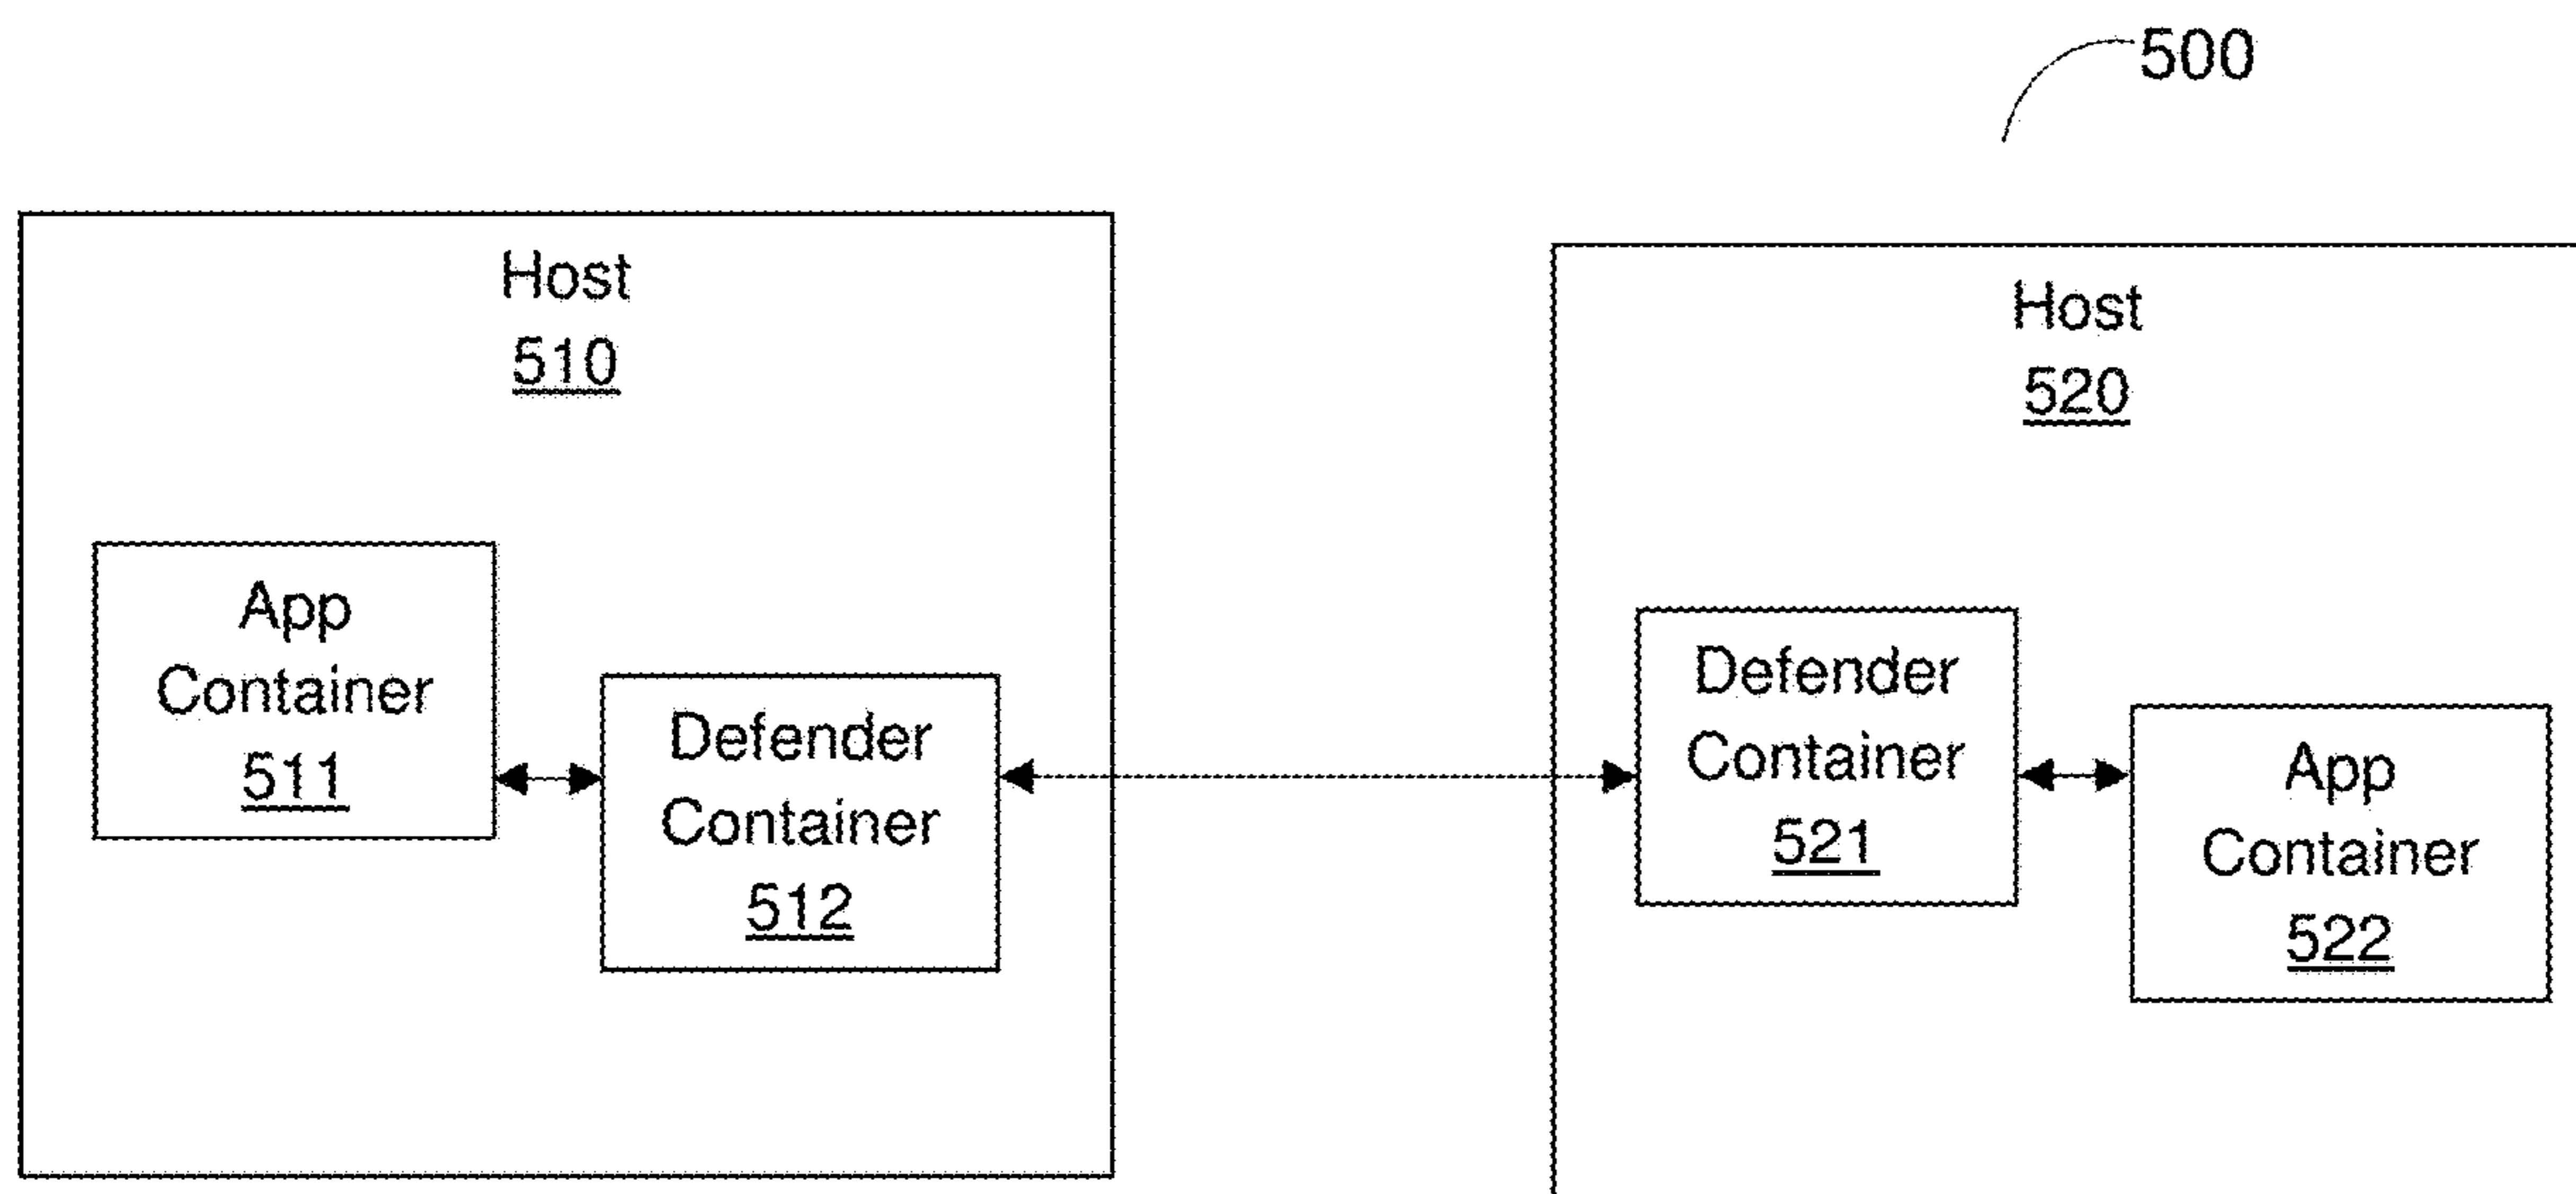 500
Host
510
App
Container
511
Defender
Container
512
Host
520
Defender
Container
521
App
Container
522